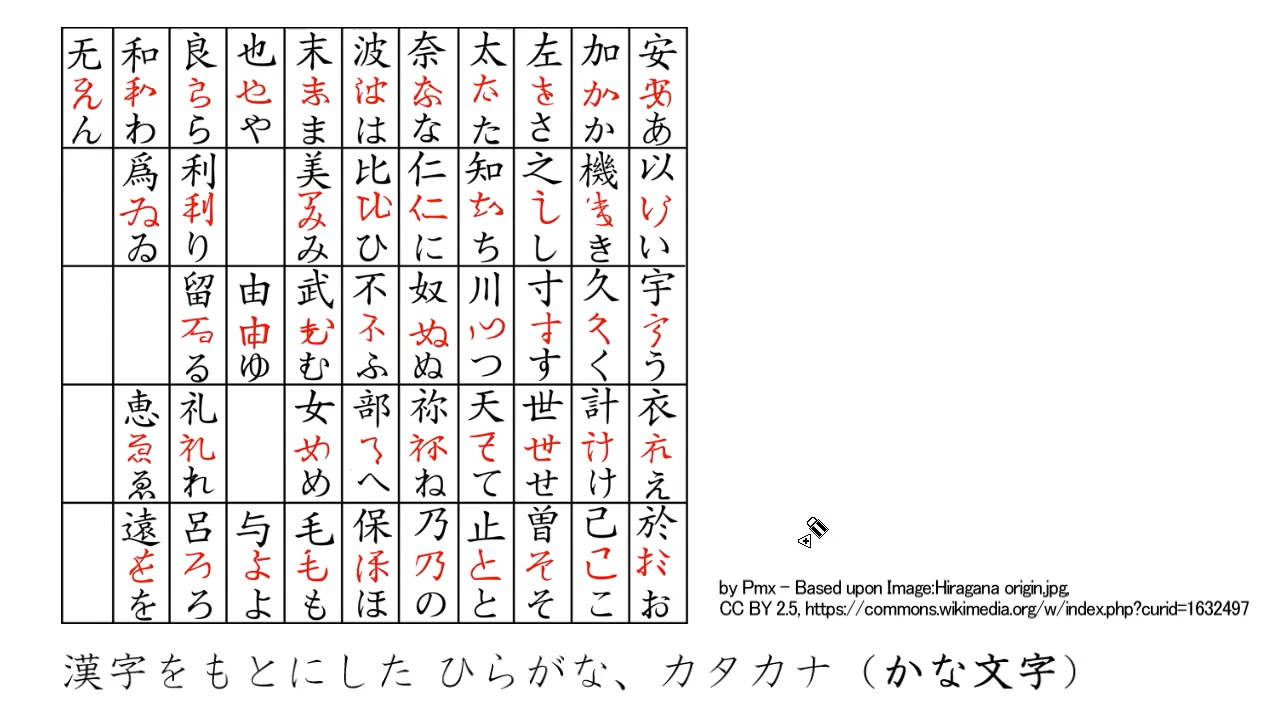 安 あ 以 い 宇 う 衣 え 於 お
加 か 機 き 久 く 計 け 己 こ
左 さ 之 し 寸 す 世 せ 曽 そ
太 た 知 ち 川 つ 天 て 止 と
奈 な 仁 に 奴 ぬ 祢 ね 乃 の
波 は 比 ひ 不 ふ 部 へ 保 ほ
末 ま 美 み 武 む 女 め 毛 も
也 や 由 ゆ 与 よ
良 ら 利 り 留 る 礼 れ 呂 ろ
和 わ 爲 ゐ 恵 ゑ 遠 を
无 ん
by Pmx – Based upon Image:Hiragana origin.jpg,
CC BY 2.5, https://commons.wikimedia.org/w/index.php?curid=1632497
漢字をもとにした ひらがな、カタカナ（かな文字）